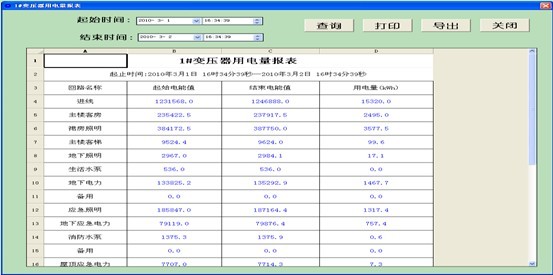 1#变压器用电量报表
起始时间: 2010- 3- 1 16:34:39
结束时间: 2010- 3- 2 16:34:39
查询 打印 导出 关闭
A B C D
1 1#变压器用电量报表
2 起止时间:2010年3月1日 16时34分39秒--2010年3月2日 16时34分39秒
3 回路名称 起始电能值 结束电能值 用电量(kWh)
4 进线 1231568.0 1246888.0 15320.0
5 主楼客房 235422.5 237917.5 2495.0
6 裙房照明 384172.5 387750.0 3577.5
7 主楼客梯 9524.4 9624.0 99.6
8 地下照明 2967.0 2984.1 17.1
9 生活水泵 536.0 536.0 0.0
10 地下电力 133825.2 135292.9 1467.7
11 备用 0.0 0.0 0.0
12 应急照明 185847.0 187164.4 1317.4
13 地下应急电力 79119.0 79876.4 757.4
14 消防水泵 1375.3 1375.9 0.6
15 备用 0.0 0.0 0.0
16 屋顶应急电力 7707.0 7714.3 7.3